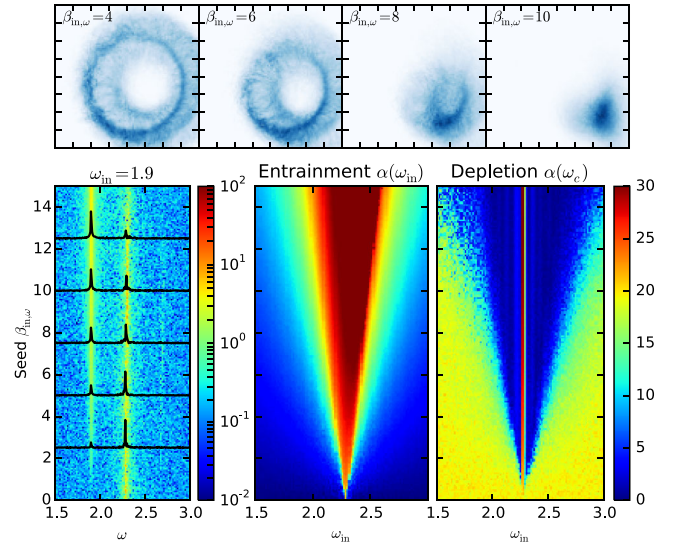 β_in,ω=4
β_in,ω=6
β_in,ω=8
β_in,ω=10
ω_in=1.9
Entrainment α(ω_in)
Depletion α(ω_c)
Seed β_in,ω
14
12
10
8
6
4
2
0
1.5 2.0 2.5 3.0
ω
10^2
10^1
10^0
10^-1
10^-2
1.5 2.0 2.5
ω_in
1.5 2.0 2.5 3.0
ω_in
30
25
20
15
10
5
0